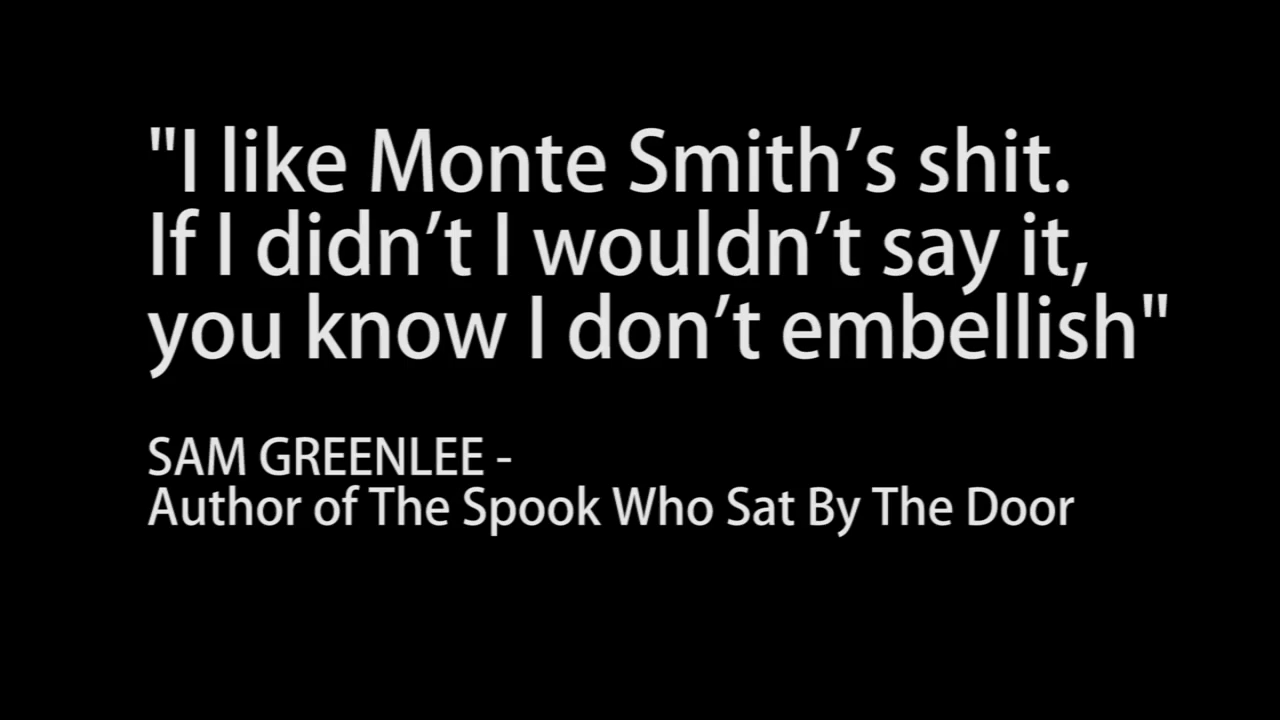 "I like Monte Smith’s shit.
If I didn’t I wouldn’t say it,
you know I don’t embellish"
SAM GREENLEE -
Author of The Spook Who Sat By The Door